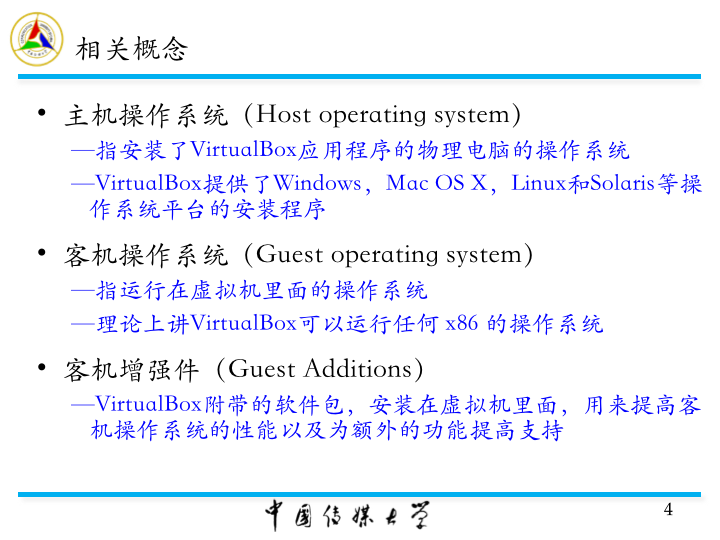 相关概念
• 主机操作系统（Host operating system）
—指安装了VirtualBox应用程序的物理电脑的操作系统
—VirtualBox提供了Windows，Mac OS X，Linux和Solaris等操
作系统平台的安装程序
• 客机操作系统（Guest operating system）
—指运行在虚拟机里面的操作系统
—理论上讲VirtualBox可以运行任何 x86 的操作系统
• 客机增强件（Guest Additions）
—VirtualBox附带的软件包，安装在虚拟机里面，用来提高客
机操作系统的性能以及为额外的功能提高支持
中国传媒大学
4